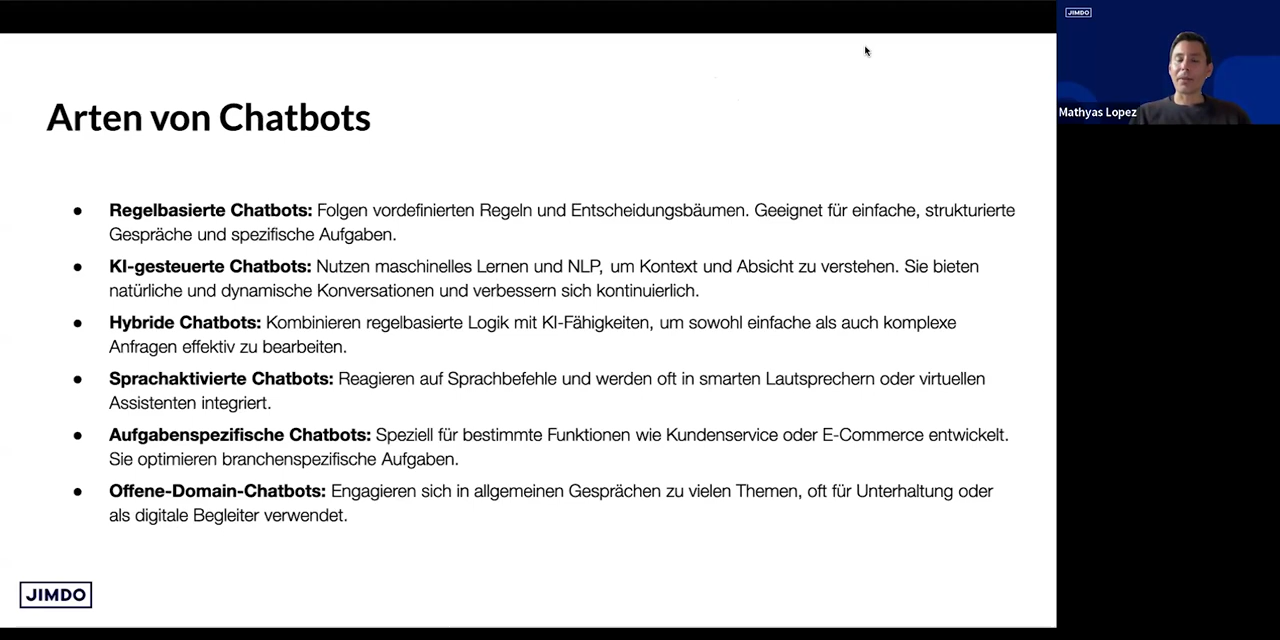 JIMDO
Mathyas Lopez
Arten von Chatbots
● Regelbasierte Chatbots: Folgen vordefinierten Regeln und Entscheidungsbäumen. Geeignet für einfache, strukturierte
Gespräche und spezifische Aufgaben.
● KI-gesteuerte Chatbots: Nutzen maschinelles Lernen und NLP, um Kontext und Absicht zu verstehen. Sie bieten
natürliche und dynamische Konversationen und verbessern sich kontinuierlich.
● Hybride Chatbots: Kombinieren regelbasierte Logik mit KI-Fähigkeiten, um sowohl einfache als auch komplexe
Anfragen effektiv zu bearbeiten.
● Sprachaktivierte Chatbots: Reagieren auf Sprachbefehle und werden oft in smarten Lautsprechern oder virtuellen
Assistenten integriert.
● Aufgabenspezifische Chatbots: Speziell für bestimmte Funktionen wie Kundenservice oder E-Commerce entwickelt.
Sie optimieren branchenspezifische Aufgaben.
● Offene-Domain-Chatbots: Engagieren sich in allgemeinen Gesprächen zu vielen Themen, oft für Unterhaltung oder
als digitale Begleiter verwendet.
JIMDO